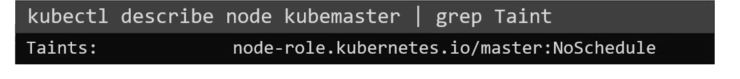 kubectl describe node kubemaster | grep Taint
Taints: node-role.kubernetes.io/master:NoSchedule